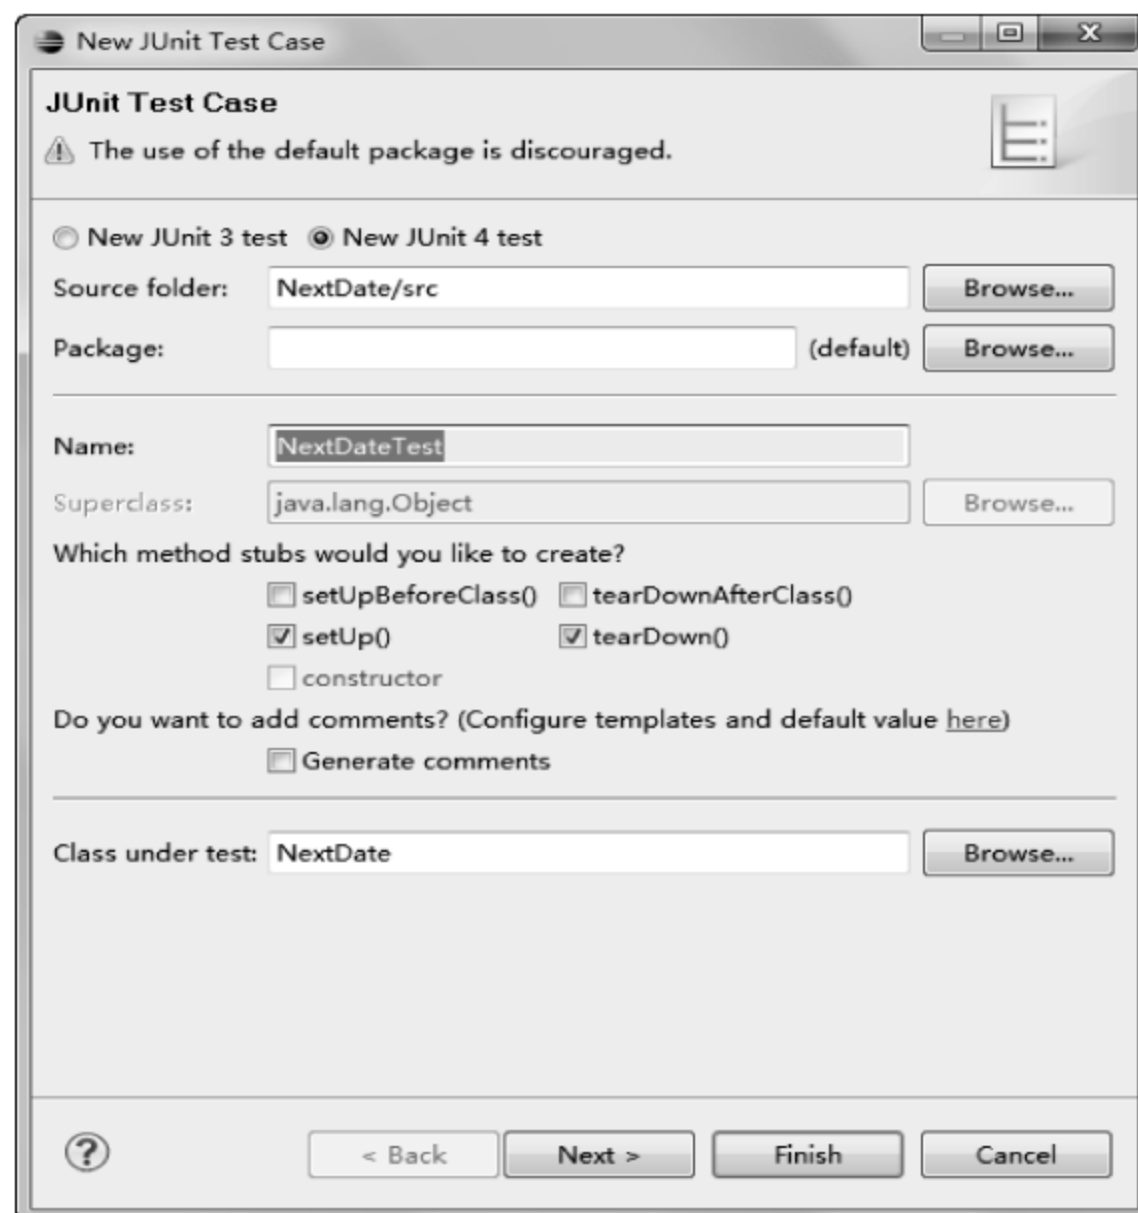 New JUnit Test Case
JUnit Test Case
The use of the default package is discouraged.
New JUnit 3 test New JUnit 4 test
Source folder: NextDate/src Browse...
Package: (default) Browse...
Name: NextDateTest
Superclass: java.lang.Object Browse...
Which method stubs would you like to create?
setUpBeforeClass() tearDownAfterClass()
setUp() tearDown()
constructor
Do you want to add comments? (Configure templates and default value here)
Generate comments
Class under test: NextDate Browse...
? < Back Next > Finish Cancel